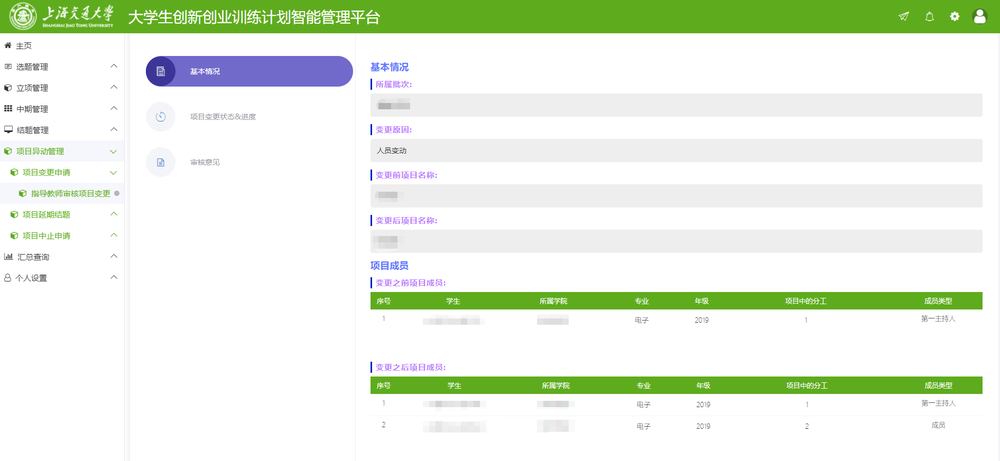 上海交通大学
SHANGHAI JIAO TONG UNIVERSITY
大学生创新创业训练计划智能管理平台
主页
选题管理
立项管理
中期管理
结题管理
项目异动管理
项目变更申请
指导教师审核项目变更
项目延期结题
项目中止申请
汇总查询
个人设置
基本情况
项目变更状态&进度
审核意见
基本情况
所属批次:
变更原因:
人员变动
变更前项目名称:
变更后项目名称:
项目成员
变更之前项目成员:
序号 学生 所属学院 专业 年级 项目中的分工 成员类型
1 电子 2019 1 第一主持人
变更之后项目成员:
序号 学生 所属学院 专业 年级 项目中的分工 成员类型
1 电子 2019 1 第一主持人
2 电子 2019 2 成员